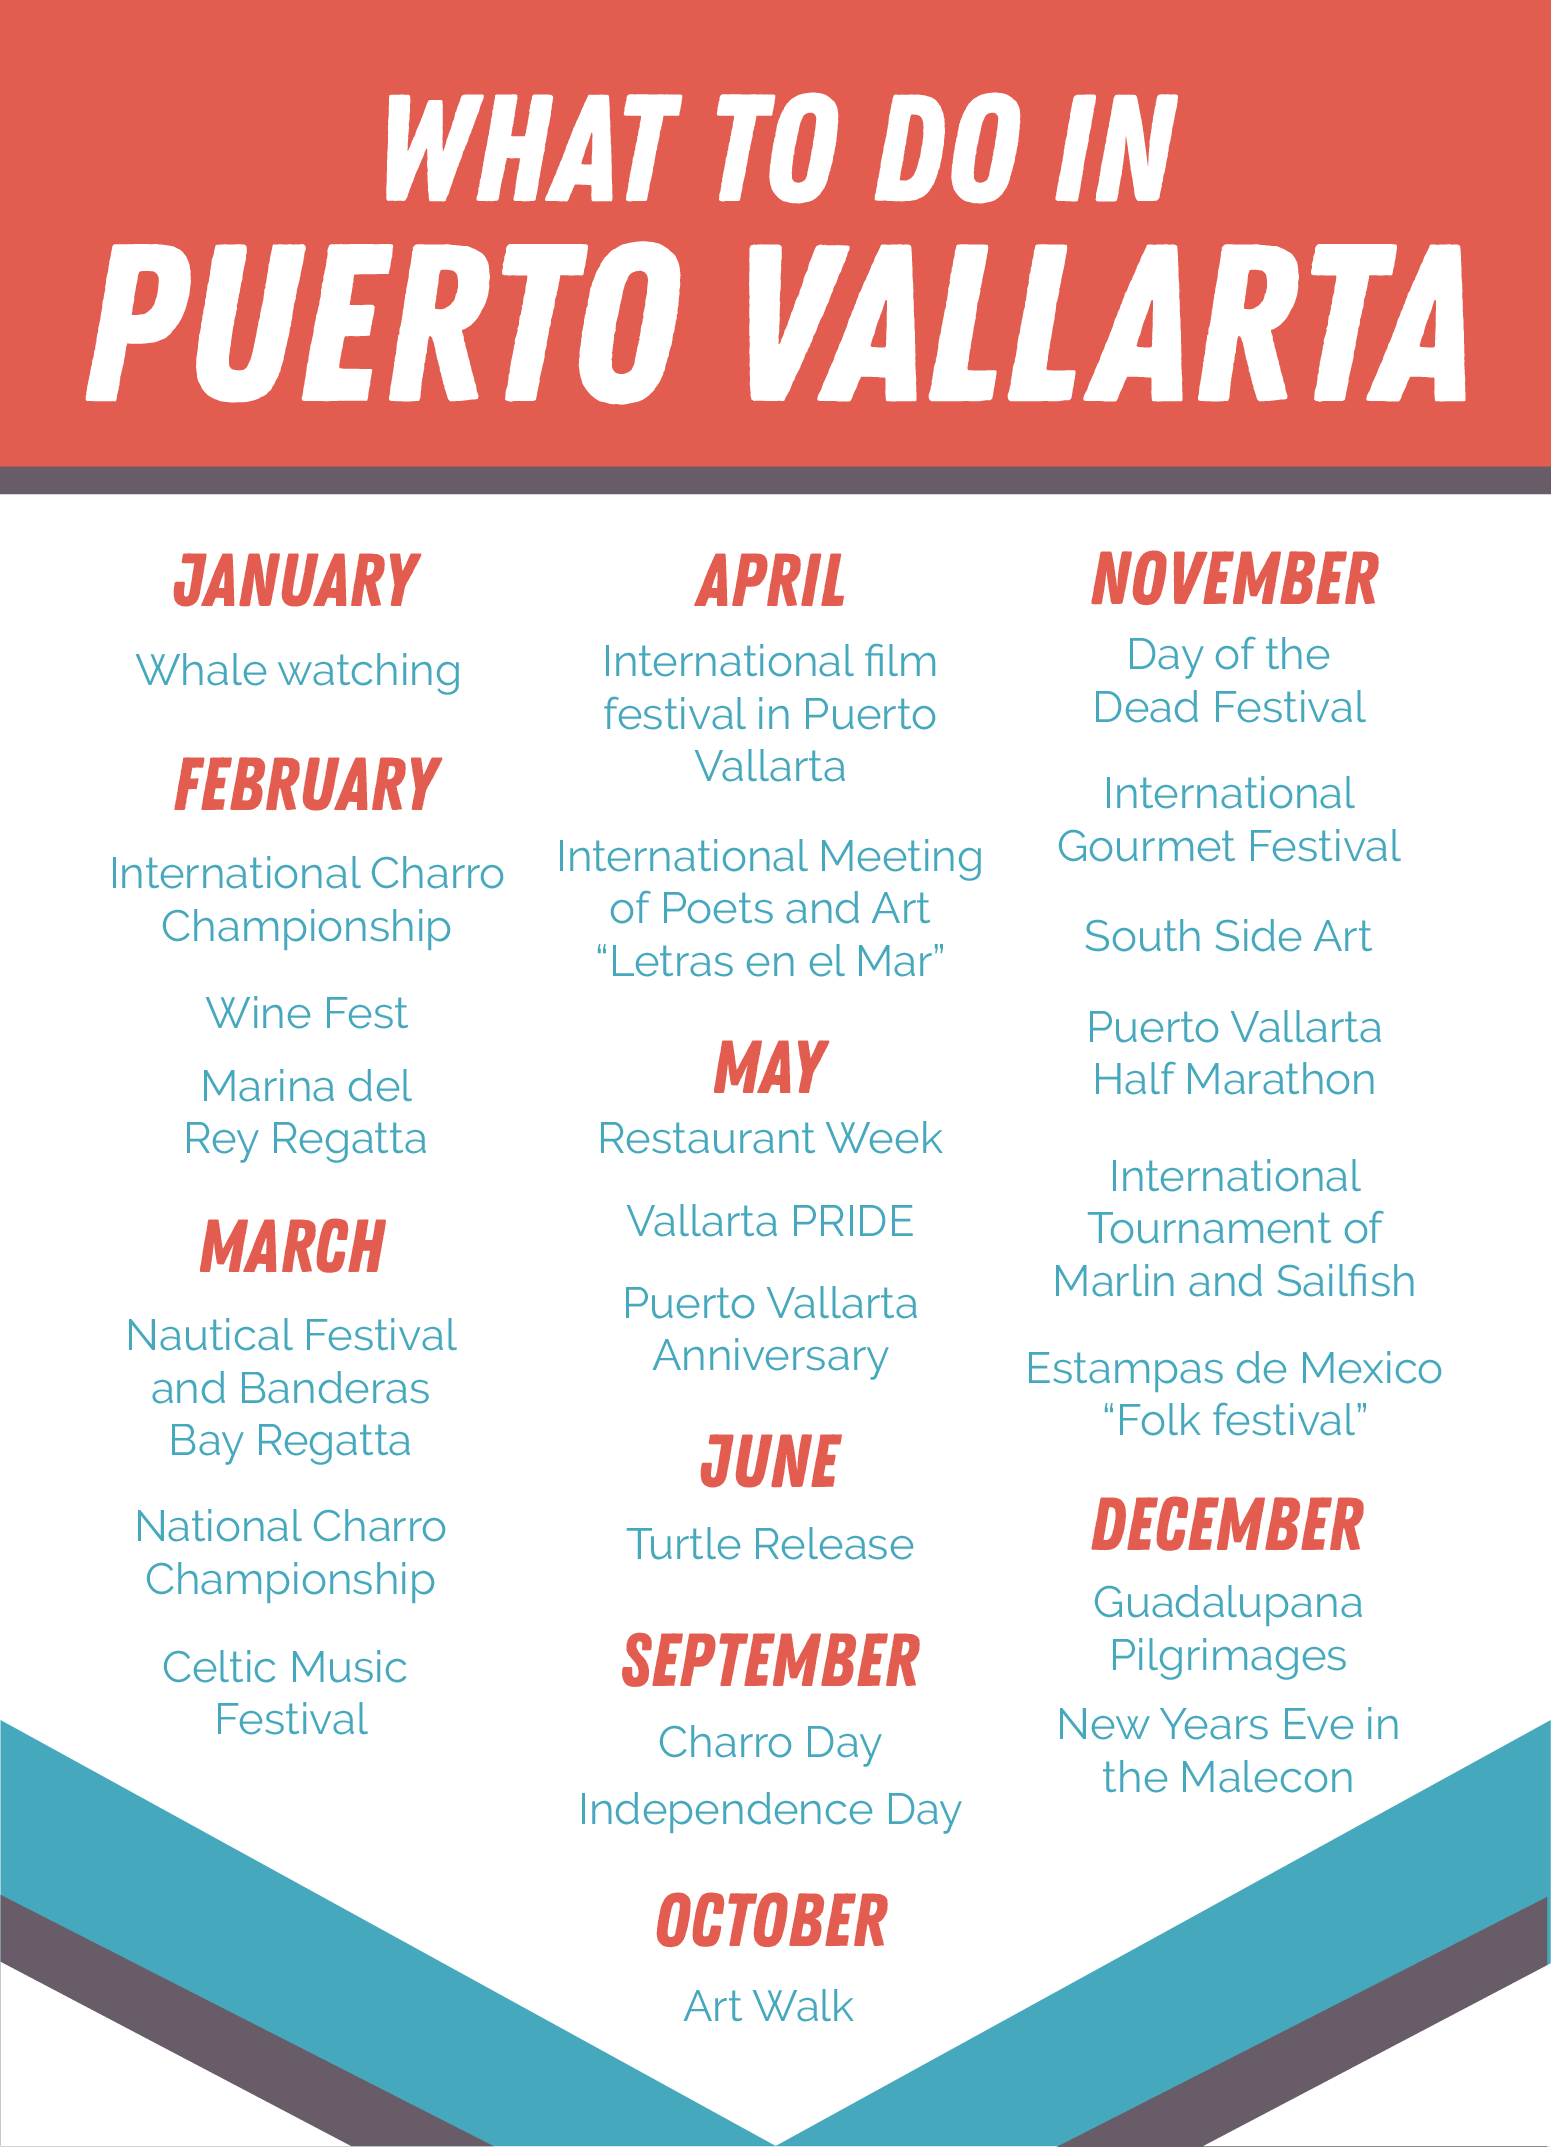 WHAT TO DO IN
PUERTO VALLARTA
JANUARY
Whale watching
FEBRUARY
International Charro
Championship
Wine Fest
Marina del
Rey Regatta
MARCH
Nautical Festival
and Banderas
Bay Regatta
National Charro
Championship
Celtic Music
Festival
APRIL
International film
festival in Puerto
Vallarta
International Meeting
of Poets and Art
“Letras en el Mar”
MAY
Restaurant Week
Vallarta PRIDE
Puerto Vallarta
Anniversary
JUNE
Turtle Release
SEPTEMBER
Charro Day
Independence Day
OCTOBER
Art Walk
NOVEMBER
Day of the
Dead Festival
International
Gourmet Festival
South Side Art
Puerto Vallarta
Half Marathon
International
Tournament of
Marlin and Sailfish
Estampas de Mexico
“Folk festival”
DECEMBER
Guadalupana
Pilgrimages
New Years Eve in
the Malecon